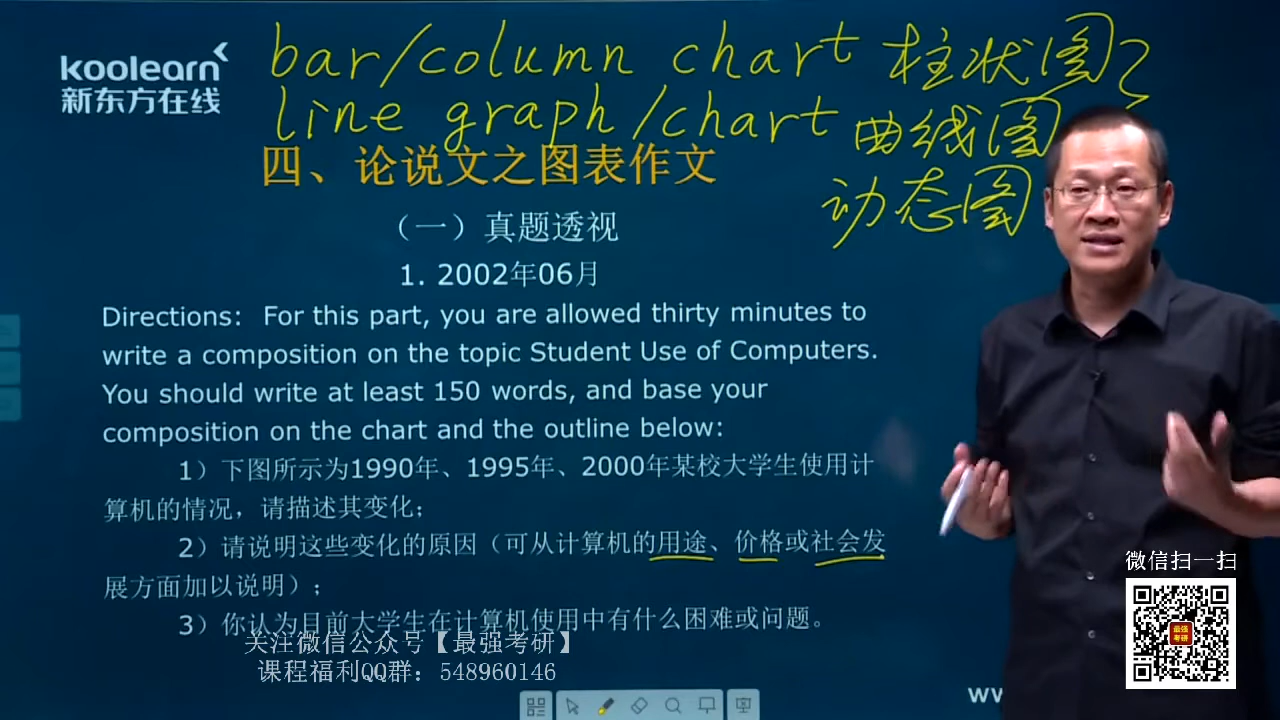 koolearn
新东方在线
bar/column chart 柱状图
line graph/chart 曲线图
动态图
四、论说文之图表作文
（一）真题透视
1. 2002年06月
Directions: For this part, you are allowed thirty minutes to
write a composition on the topic Student Use of Computers.
You should write at least 150 words, and base your
composition on the chart and the outline below:
1）下图所示为1990年、1995年、2000年某校大学生使用计
算机的情况，请描述其变化；
2）请说明这些变化的原因（可从计算机的用途、价格或社会发
展方面加以说明）；
3）你认为目前大学生在计算机使用中有什么困难或问题。
关注微信公众号【最强考研】
课程福利QQ群：548960146
微信扫一扫
最强
考研